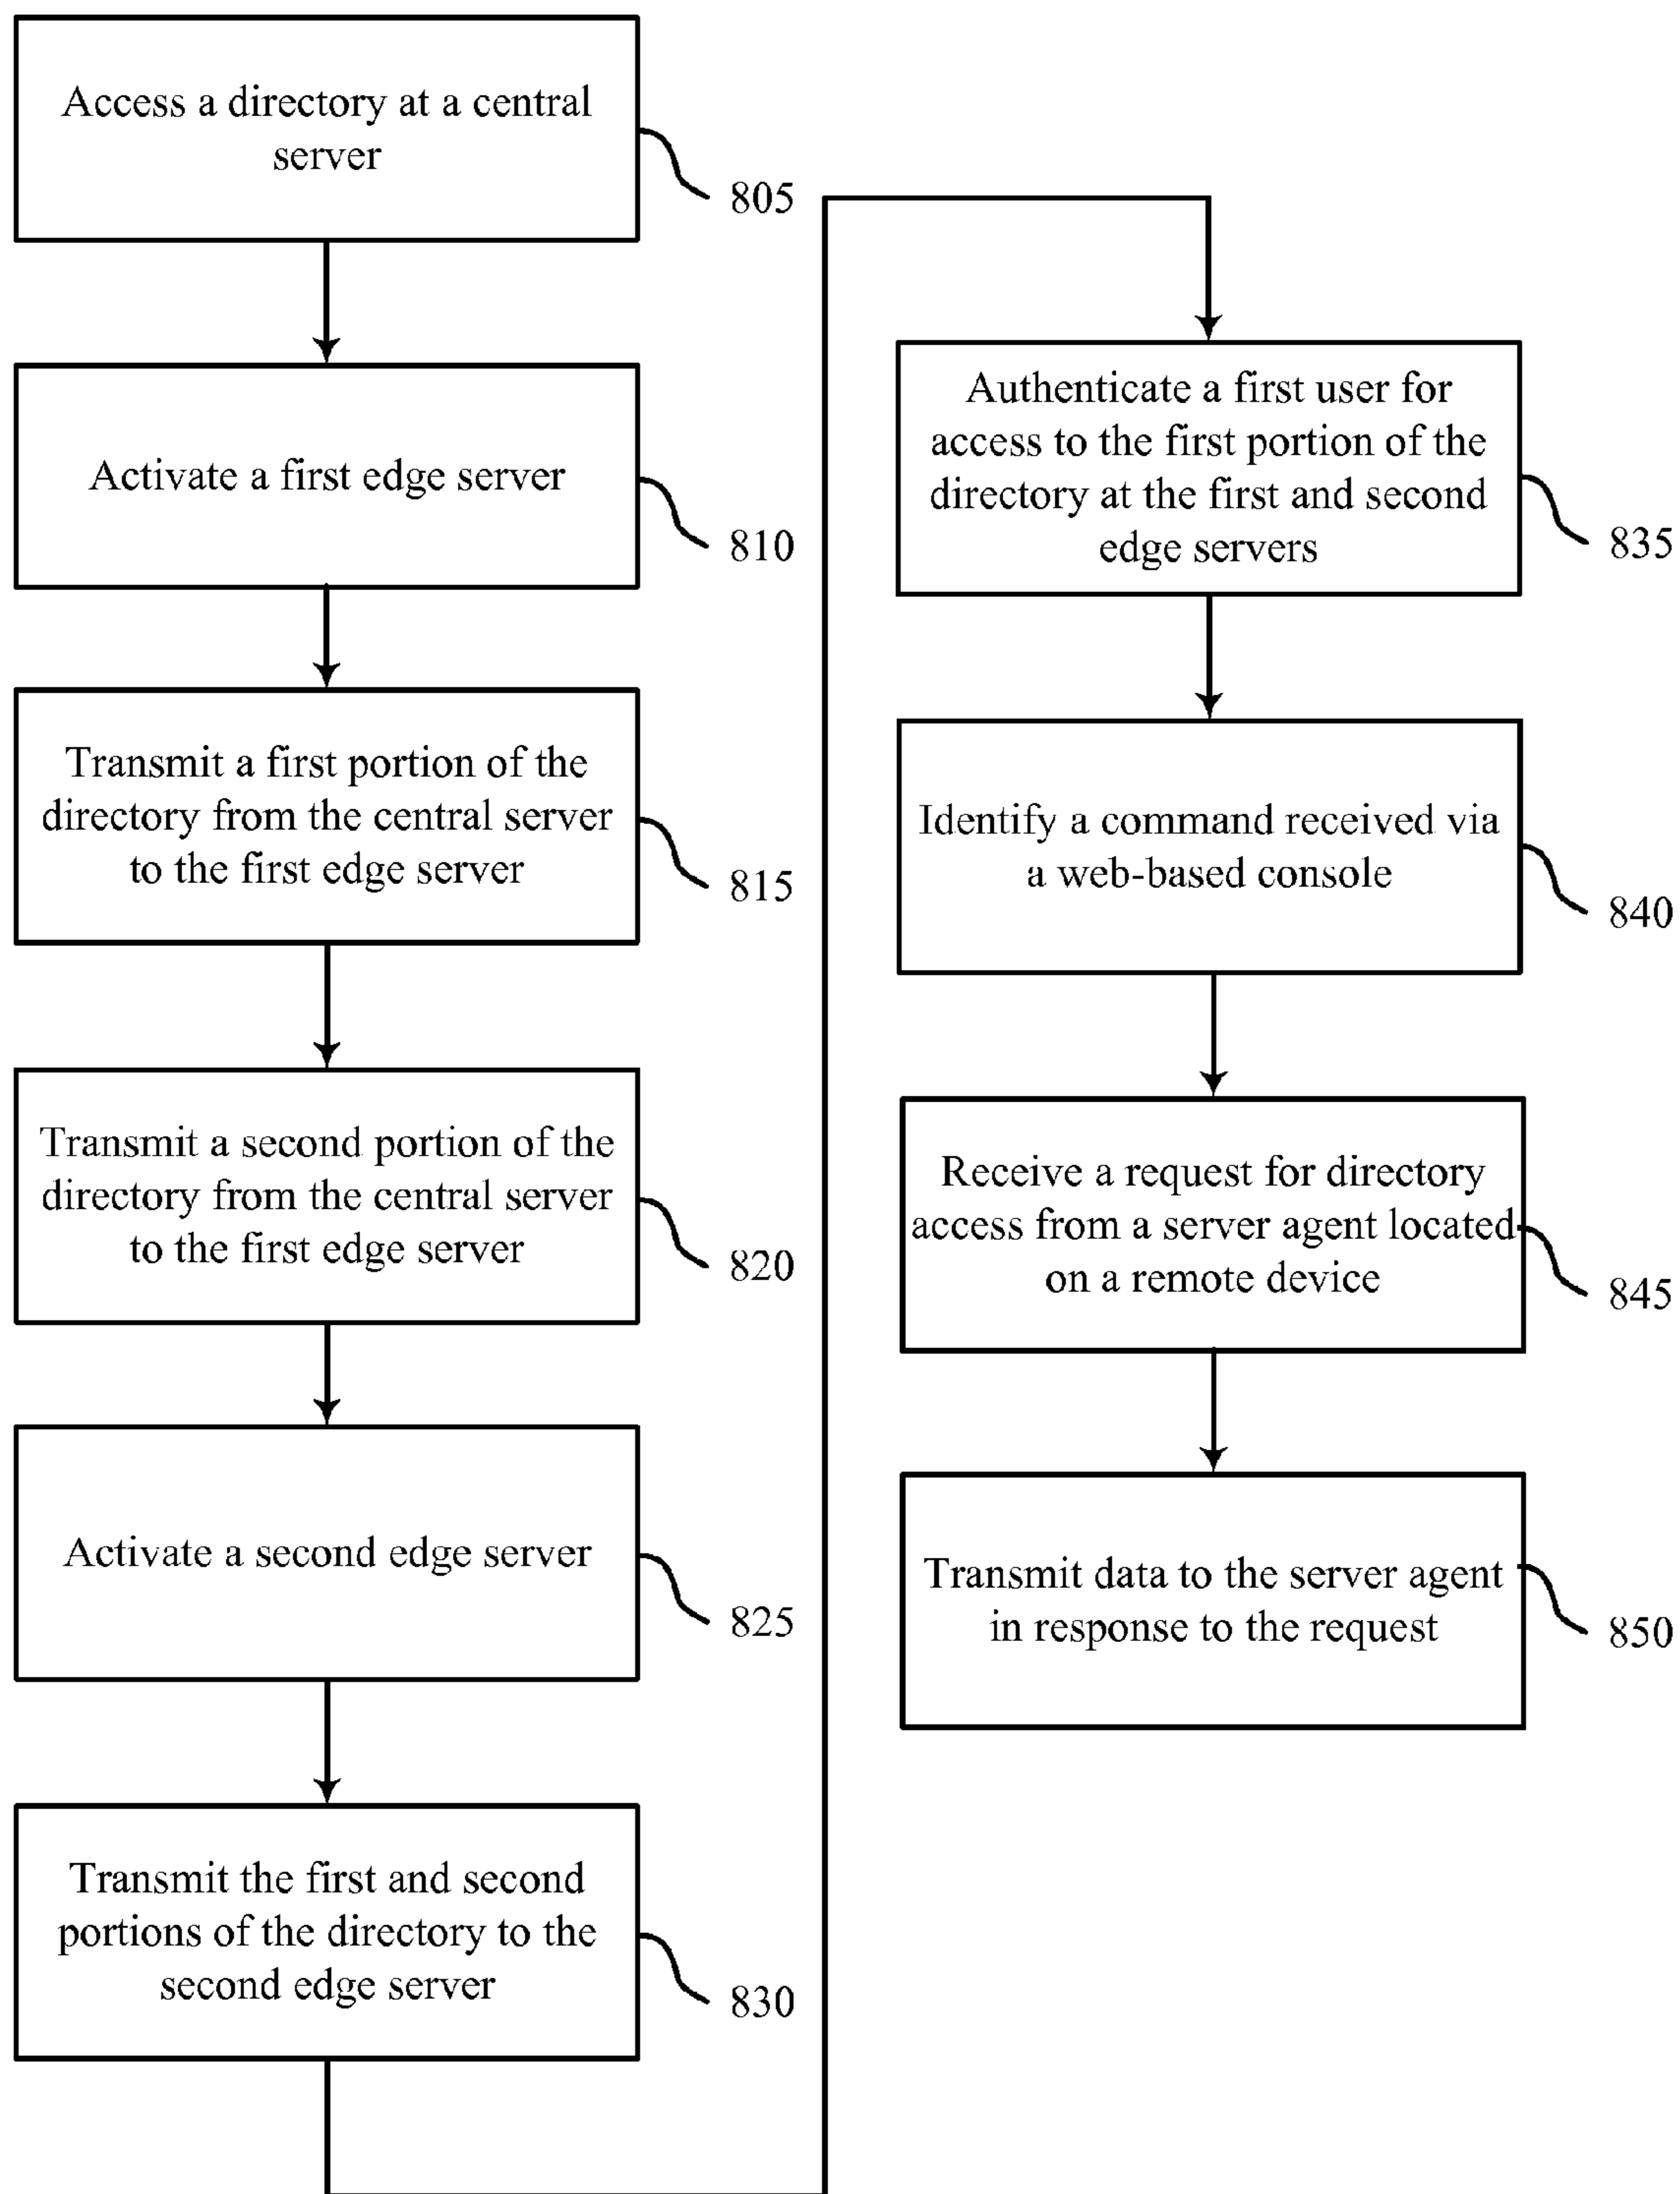 Access a directory at a central
server
805
Activate a first edge server
810
Transmit a first portion of the
directory from the central server
to the first edge server
815
Transmit a second portion of the
directory from the central server
to the first edge server
820
Activate a second edge server
825
Transmit the first and second
portions of the directory to the
second edge server
830
Authenticate a first user for
access to the first portion of the
directory at the first and second
edge servers
835
Identify a command received via
a web-based console
840
Receive a request for directory
access from a server agent located
on a remote device
845
Transmit data to the server agent
in response to the request
850